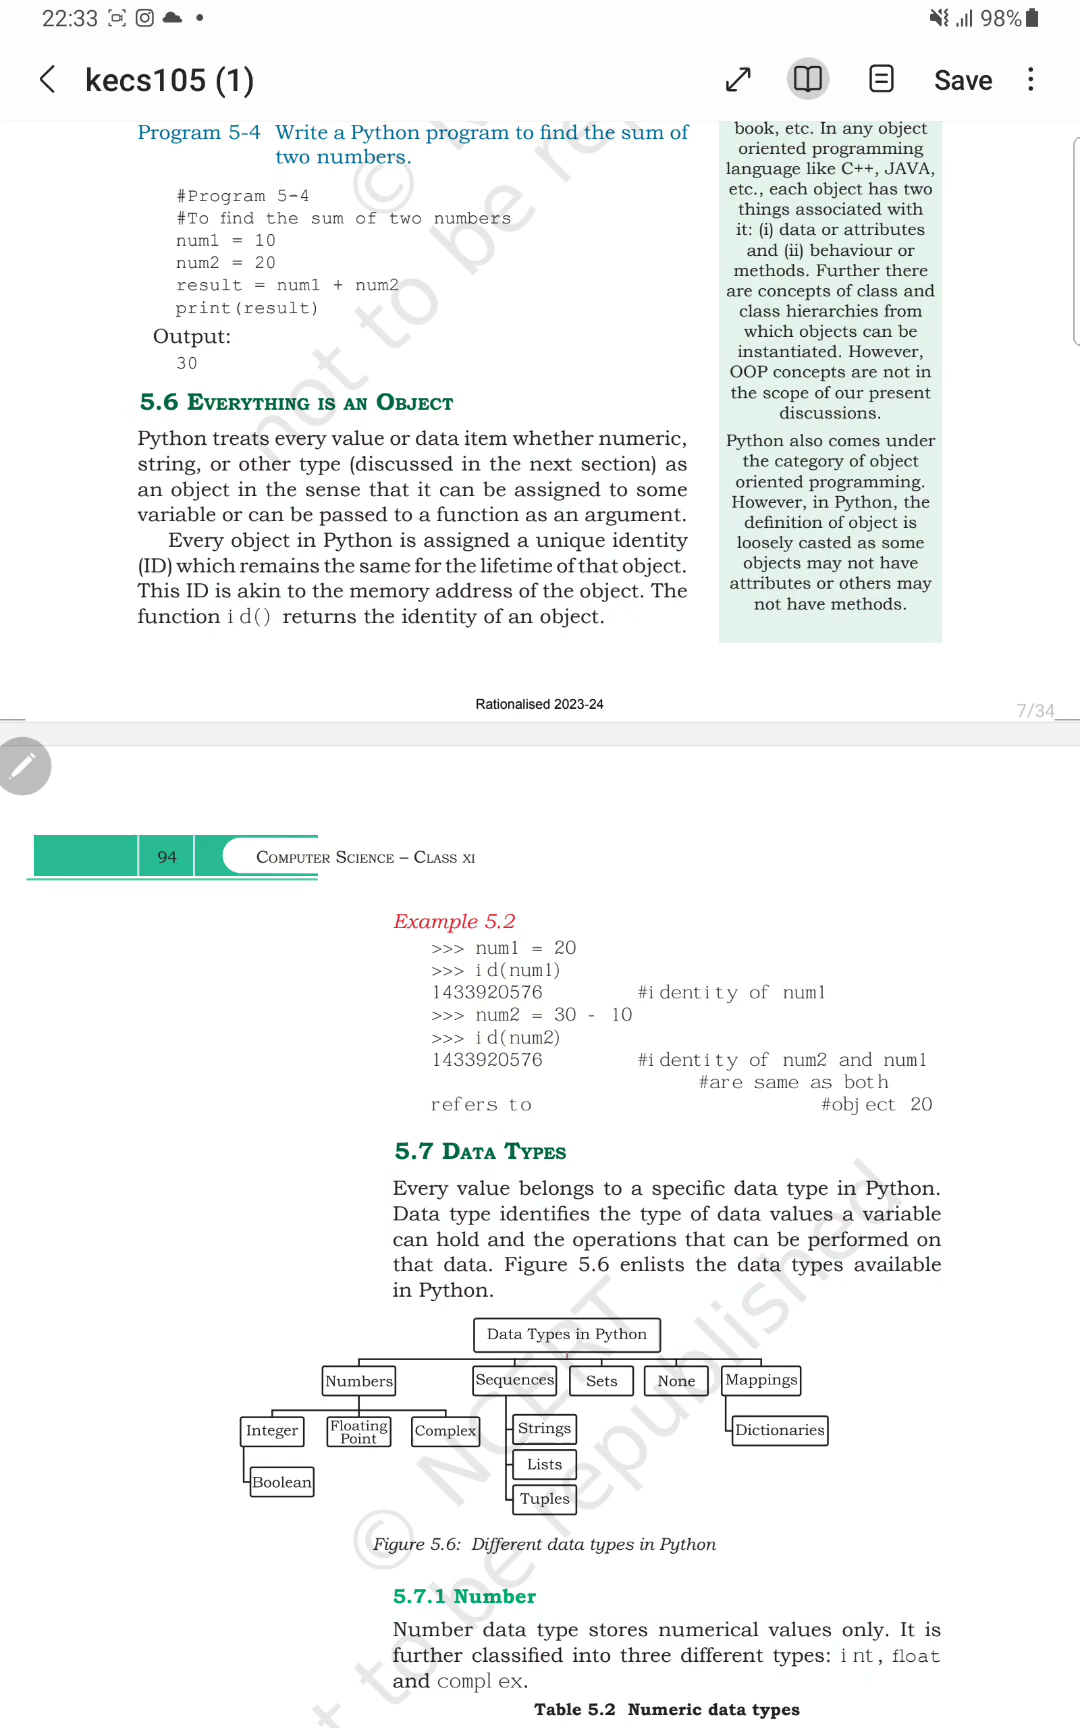 22:33
98%
kecs105 (1)
Save
Program 5-4 Write a Python program to find the sum of
two numbers.
#Program 5-4
#To find the sum of two numbers
num1 = 10
num2 = 20
result = num1 + num2
print(result)
Output:
30
5.6 EVERYTHING IS AN OBJECT
Python treats every value or data item whether numeric,
string, or other type (discussed in the next section) as
an object in the sense that it can be assigned to some
variable or can be passed to a function as an argument.
Every object in Python is assigned a unique identity
(ID) which remains the same for the lifetime of that object.
This ID is akin to the memory address of the object. The
function id() returns the identity of an object.
book, etc. In any object
oriented programming
language like C++, JAVA,
etc., each object has two
things associated with
it: (i) data or attributes
and (ii) behaviour or
methods. Further there
are concepts of class and
class hierarchies from
which objects can be
instantiated. However,
OOP concepts are not in
the scope of our present
discussions.
Python also comes under
the category of object
oriented programming.
However, in Python, the
definition of object is
loosely casted as some
objects may not have
attributes or others may
not have methods.
© 
not to be re
Rationalised 2023-24
7/34
94
COMPUTER SCIENCE – CLASS XI
Example 5.2
>>> num1 = 20
>>> id(num1)
1433920576 #identity of num1
>>> num2 = 30 - 10
>>> id(num2)
1433920576 #identity of num2 and num1
#are same as both
refers to #object 20
5.7 DATA TYPES
Every value belongs to a specific data type in Python.
Data type identifies the type of data values a variable
can hold and the operations that can be performed on
that data. Figure 5.6 enlists the data types available
in Python.
Data Types in Python
Numbers Sequences Sets None Mappings
Integer Floating Point Complex Strings Dictionaries
Lists
Boolean
Tuples
Figure 5.6: Different data types in Python
5.7.1 Number
Number data type stores numerical values only. It is
further classified into three different types: int, float
and complex.
Table 5.2 Numeric data types
© NCERT
t to be republished